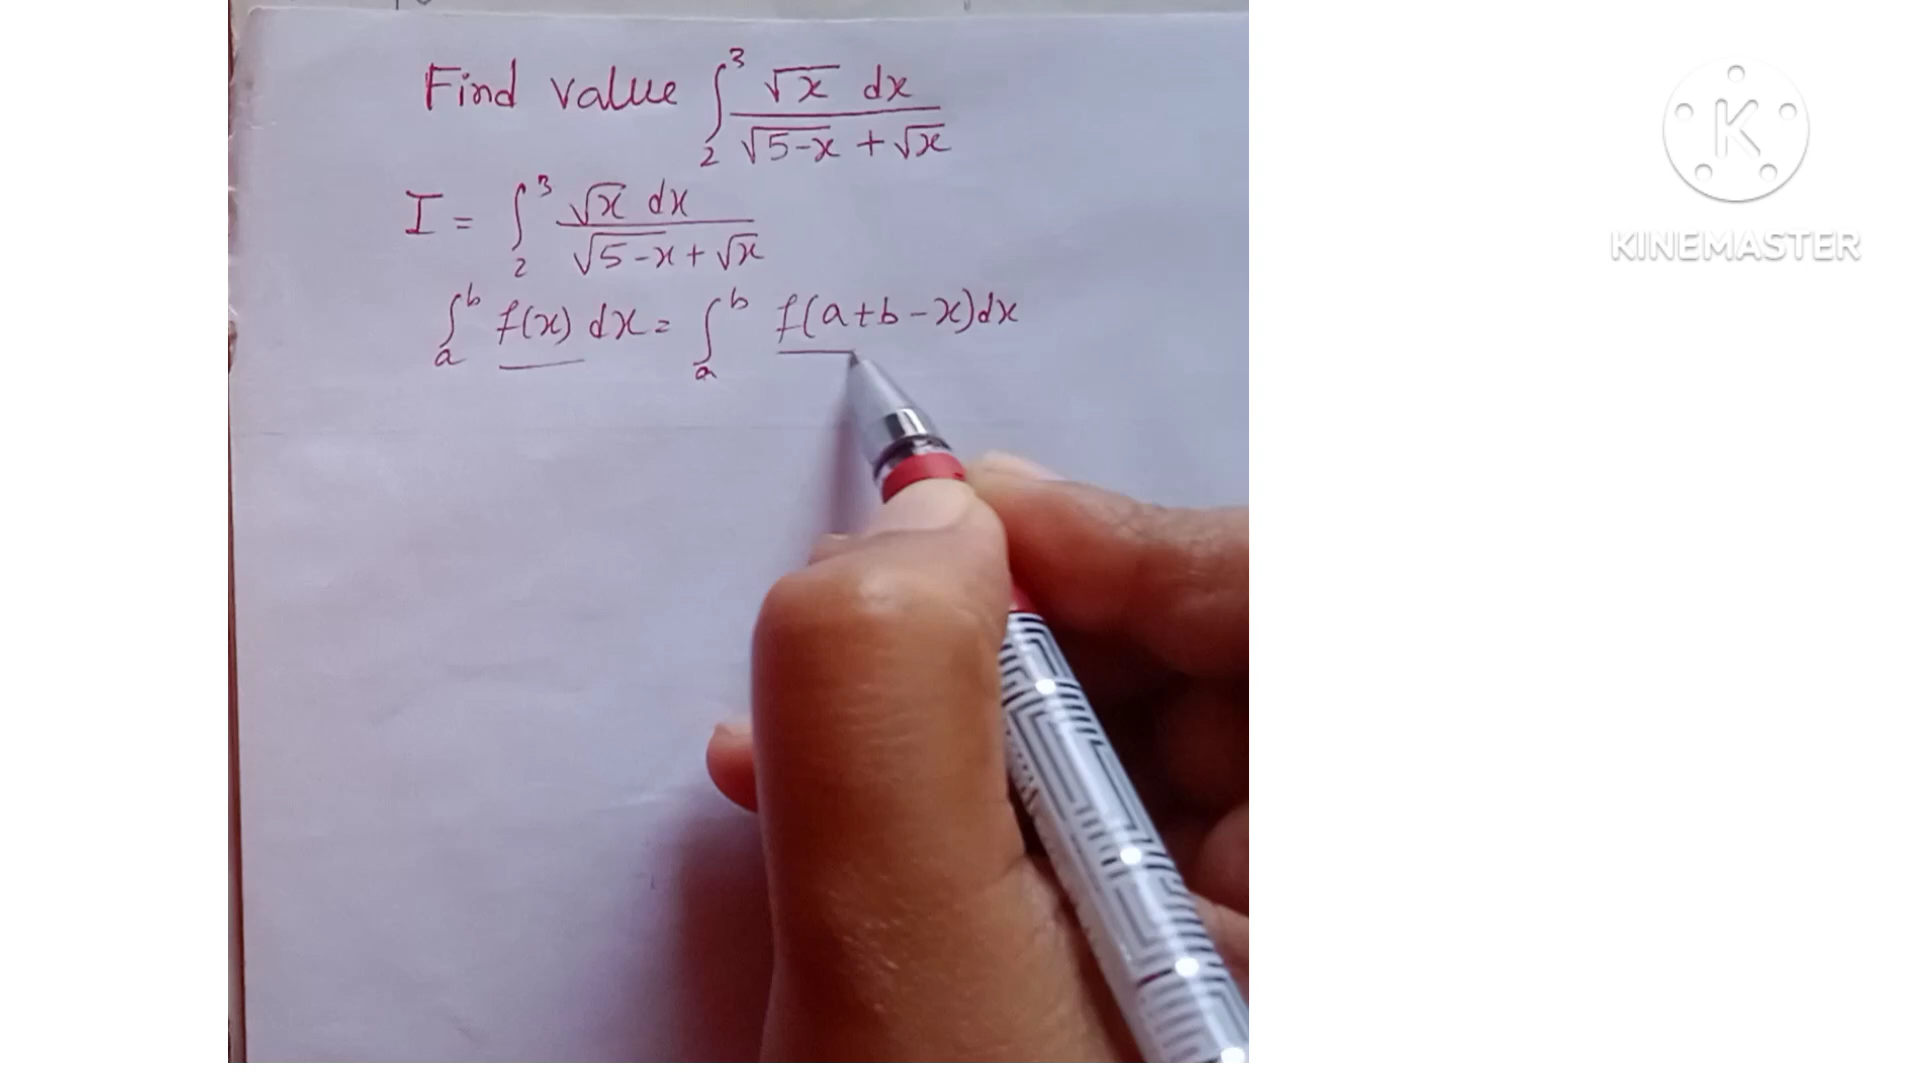 Find value ∫₂³ √x dx / (√(5-x) + √x)
I = ∫₂³ √x dx / (√(5-x) + √x)
∫ₐᵇ f(x) dx = ∫ₐᵇ f(a+b-x)dx
K
KINEMASTER